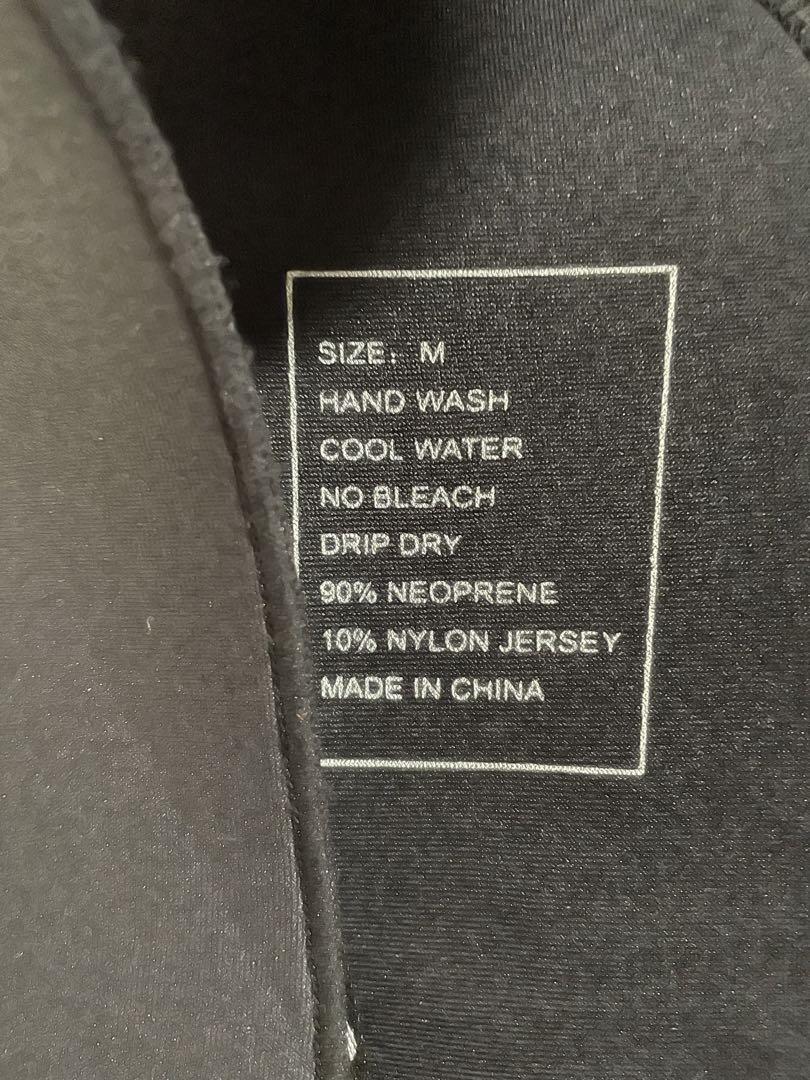 SIZE: M
HAND WASH
COOL WATER
NO BLEACH
DRIP DRY
90% NEOPRENE
10% NYLON JERSEY
MADE IN CHINA